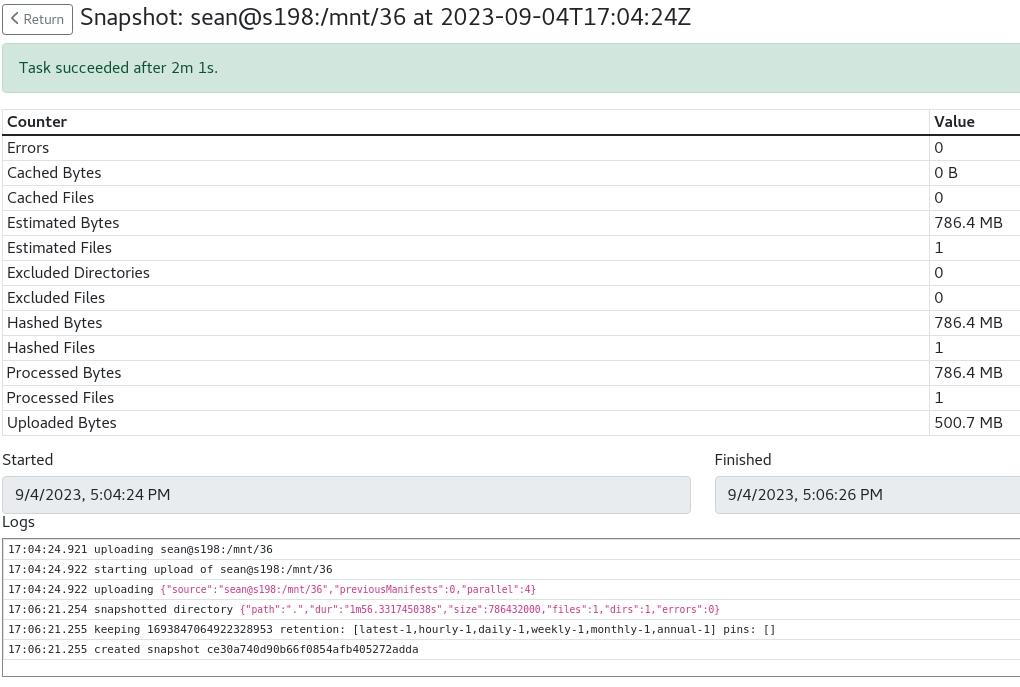 Return Snapshot: sean@s198:/mnt/36 at 2023-09-04T17:04:24Z
Task succeeded after 2m 1s.
Counter Value
Errors 0
Cached Bytes 0 B
Cached Files 0
Estimated Bytes 786.4 MB
Estimated Files 1
Excluded Directories 0
Excluded Files 0
Hashed Bytes 786.4 MB
Hashed Files 1
Processed Bytes 786.4 MB
Processed Files 1
Uploaded Bytes 500.7 MB
Started Finished
9/4/2023, 5:04:24 PM 9/4/2023, 5:06:26 PM
Logs
17:04:24.921 uploading sean@s198:/mnt/36
17:04:24.922 starting upload of sean@s198:/mnt/36
17:04:24.922 uploading {"source":"sean@s198:/mnt/36","previousManifests":0,"parallel":4}
17:06:21.254 snapshotted directory {"path":".","dur":"1m56.331745038s","size":786432000,"files":1,"dirs":1,"errors":0}
17:06:21.255 keeping 1693847064922328953 retention: [latest-1,hourly-1,daily-1,weekly-1,monthly-1,annual-1] pins: []
17:06:21.255 created snapshot ce30a740d90b66f0854afb405272adda